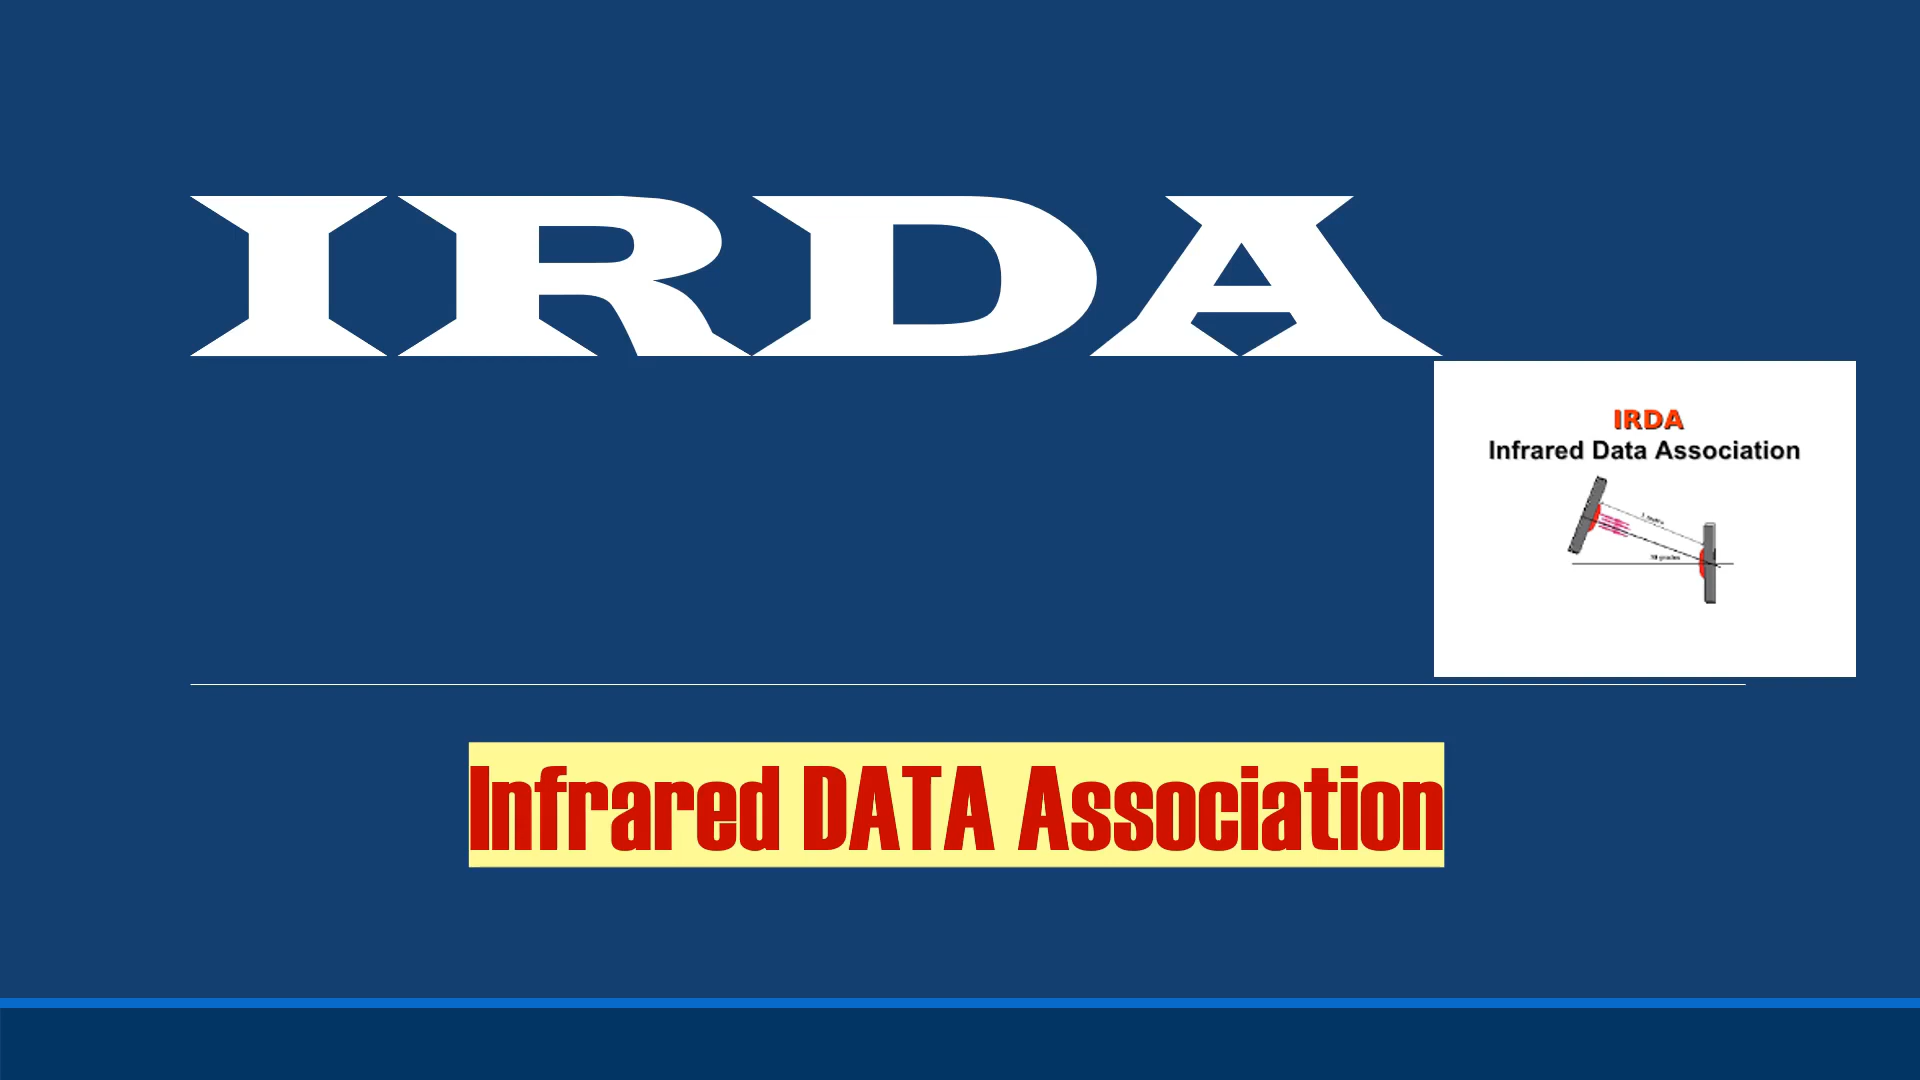 IRDA
IRDA
Infrared Data Association
Infrared DATA Association